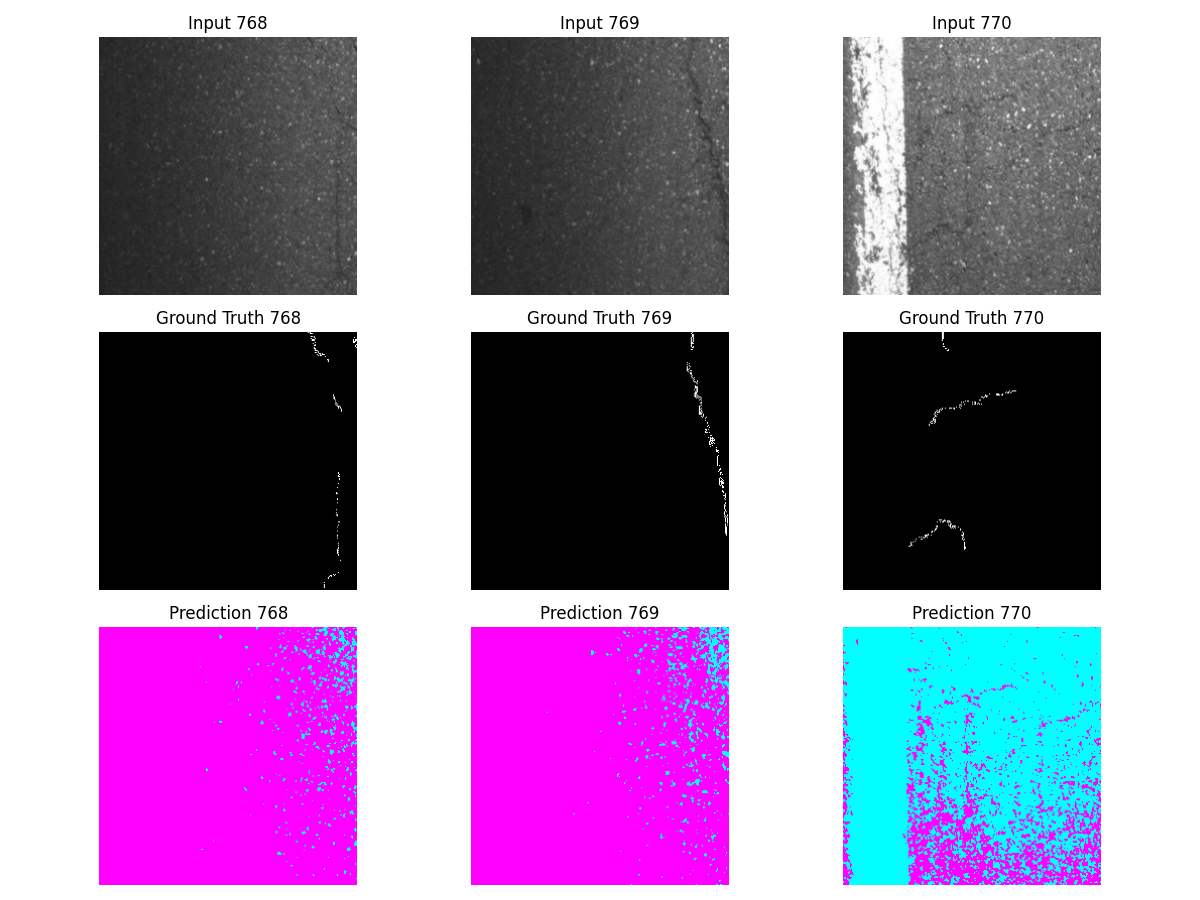 Input 768
Input 769
Input 770
Ground Truth 768
Ground Truth 769
Ground Truth 770
Prediction 768
Prediction 769
Prediction 770